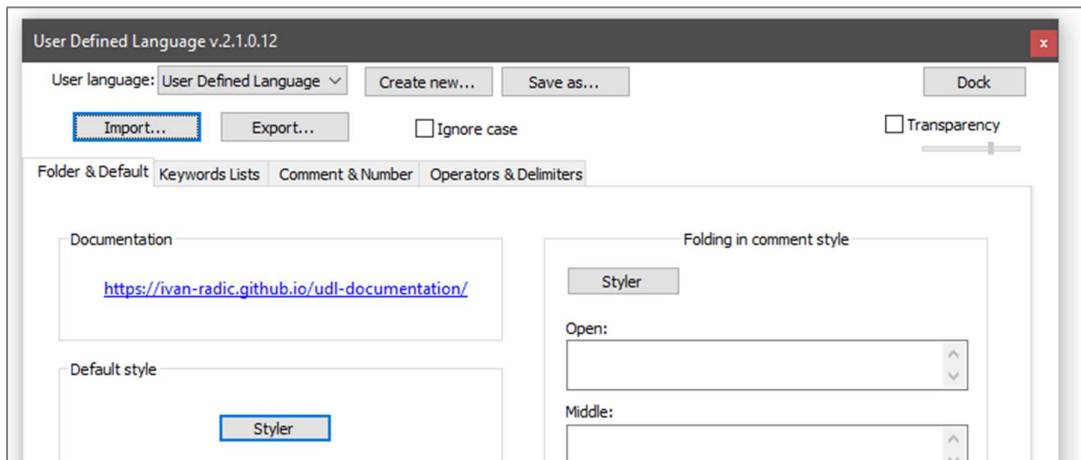 User Defined Language v.2.1.0.12
x
User language: User Defined Language Create new... Save as... Dock
Import... Export... Ignore case Transparency
Folder & Default Keywords Lists Comment & Number Operators & Delimiters
Documentation
https://ivan-radic.github.io/udl-documentation/
Default style
Styler
Folding in comment style
Styler
Open:
Middle: